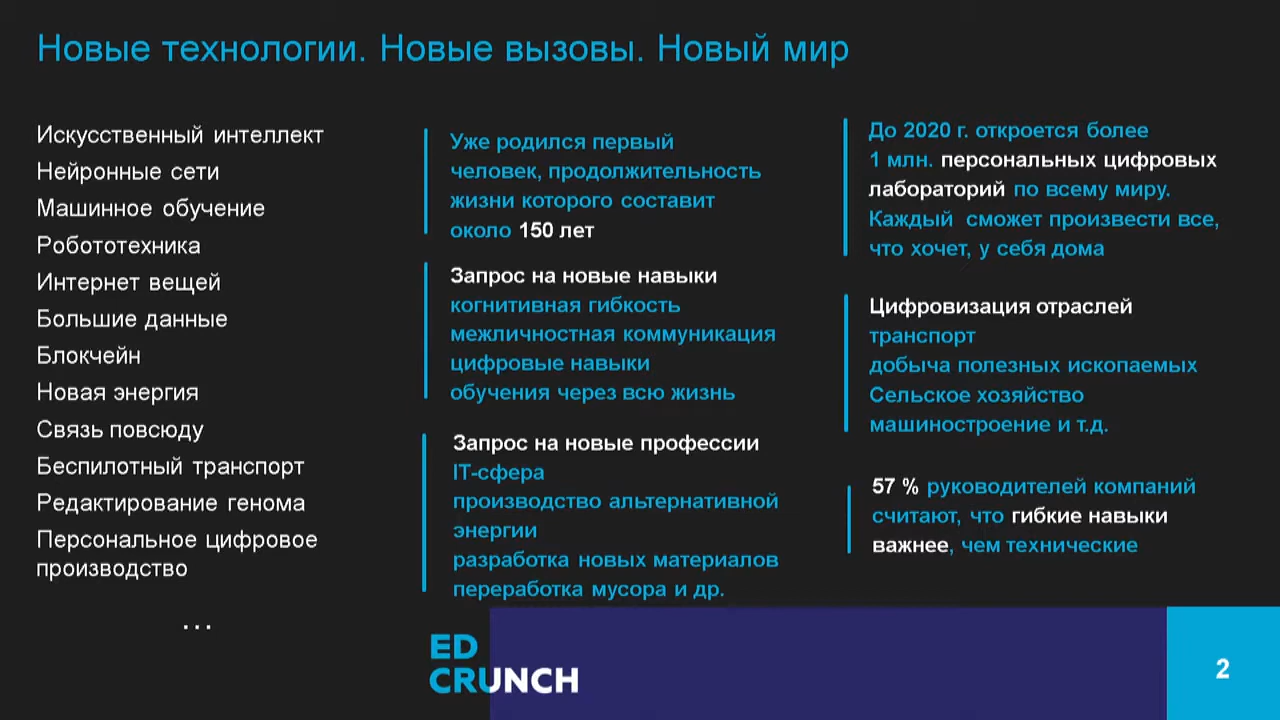 Новые технологии. Новые вызовы. Новый мир
Искусственный интеллект
Нейронные сети
Машинное обучение
Робототехника
Интернет вещей
Большие данные
Блокчейн
Новая энергия
Связь повсюду
Беспилотный транспорт
Редактирование генома
Персональное цифровое
производство
...
Уже родился первый
человек, продолжительность
жизни которого составит
около 150 лет
Запрос на новые навыки
когнитивная гибкость
межличностная коммуникация
цифровые навыки
обучения через всю жизнь
Запрос на новые профессии
IT-сфера
производство альтернативной
энергии
разработка новых материалов
переработка мусора и др.
До 2020 г. откроется более
1 млн. персональных цифровых
лабораторий по всему миру.
Каждый сможет произвести все,
что хочет, у себя дома
Цифровизация отраслей
транспорт
добыча полезных ископаемых
Сельское хозяйство
машиностроение и т.д.
57 % руководителей компаний
считают, что гибкие навыки
важнее, чем технические
ED
CRUNCH
2